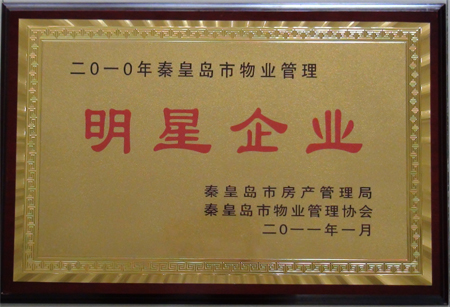 二〇一〇年秦皇岛市物业管理
明星企业
秦皇岛市房产管理局
秦皇岛市物业管理协会
二〇一一年一月